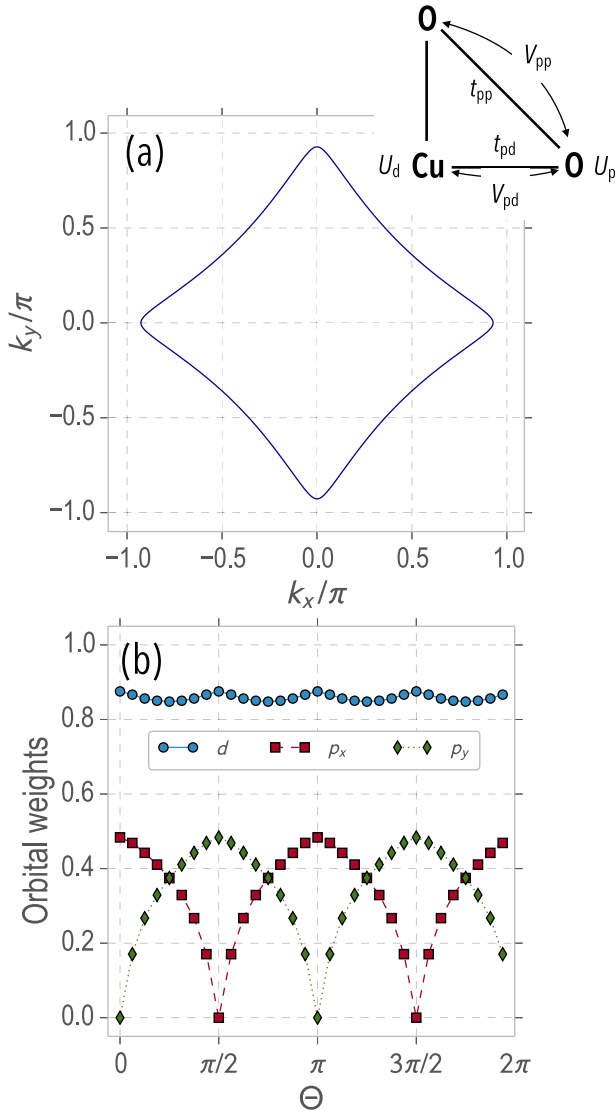 O
V_pp
t_pp
t_pd
U_d Cu O U_p
V_pd
(a)
1.0
0.5
0.0
−0.5
−1.0
k_y/π
−1.0 −0.5 0.0 0.5 1.0
k_x/π
(b)
1.0
0.8
0.6
0.4
0.2
0.0
Orbital weights
d p_x p_y
0 π/2 π 3π/2 2π
Θ